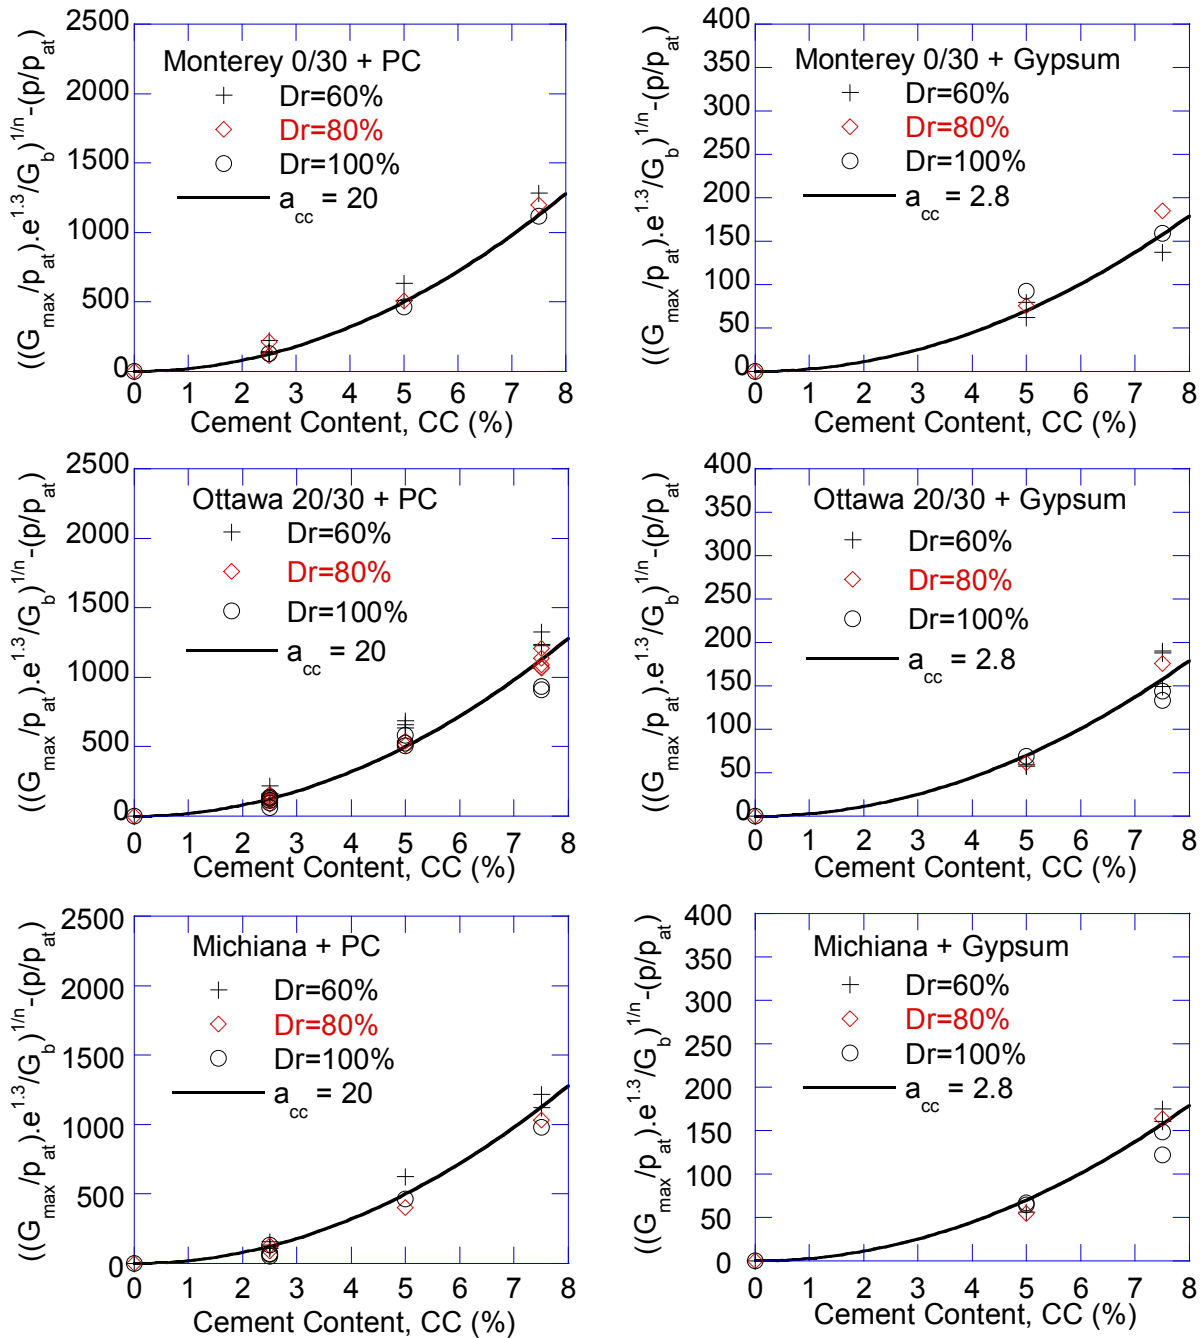 ((G_max/p_at).e^1.3/G_b)^1/n-(p/p_at)
2500
2000
1500
1000
500
0
Monterey 0/30 + PC
Dr=60%
Dr=80%
Dr=100%
a_cc = 20
0 1 2 3 4 5 6 7 8
Cement Content, CC (%)
((G_max/p_at).e^1.3/G_b)^1/n-(p/p_at)
400
350
300
250
200
150
100
50
0
Monterey 0/30 + Gypsum
Dr=60%
Dr=80%
Dr=100%
a_cc = 2.8
0 1 2 3 4 5 6 7 8
Cement Content, CC (%)
((G_max/p_at).e^1.3/G_b)^1/n-(p/p_at)
2500
2000
1500
1000
500
0
Ottawa 20/30 + PC
Dr=60%
Dr=80%
Dr=100%
a_cc = 20
0 1 2 3 4 5 6 7 8
Cement Content, CC (%)
((G_max/p_at).e^1.3/G_b)^1/n-(p/p_at)
400
350
300
250
200
150
100
50
0
Ottawa 20/30 + Gypsum
Dr=60%
Dr=80%
Dr=100%
a_cc = 2.8
0 1 2 3 4 5 6 7 8
Cement Content, CC (%)
((G_max/p_at).e^1.3/G_b)^1/n-(p/p_at)
2500
2000
1500
1000
500
0
Michiana + PC
Dr=60%
Dr=80%
Dr=100%
a_cc = 20
0 1 2 3 4 5 6 7 8
Cement Content, CC (%)
((G_max/p_at).e^1.3/G_b)^1/n-(p/p_at)
400
350
300
250
200
150
100
50
0
Michiana + Gypsum
Dr=60%
Dr=80%
Dr=100%
a_cc = 2.8
0 1 2 3 4 5 6 7 8
Cement Content, CC (%)